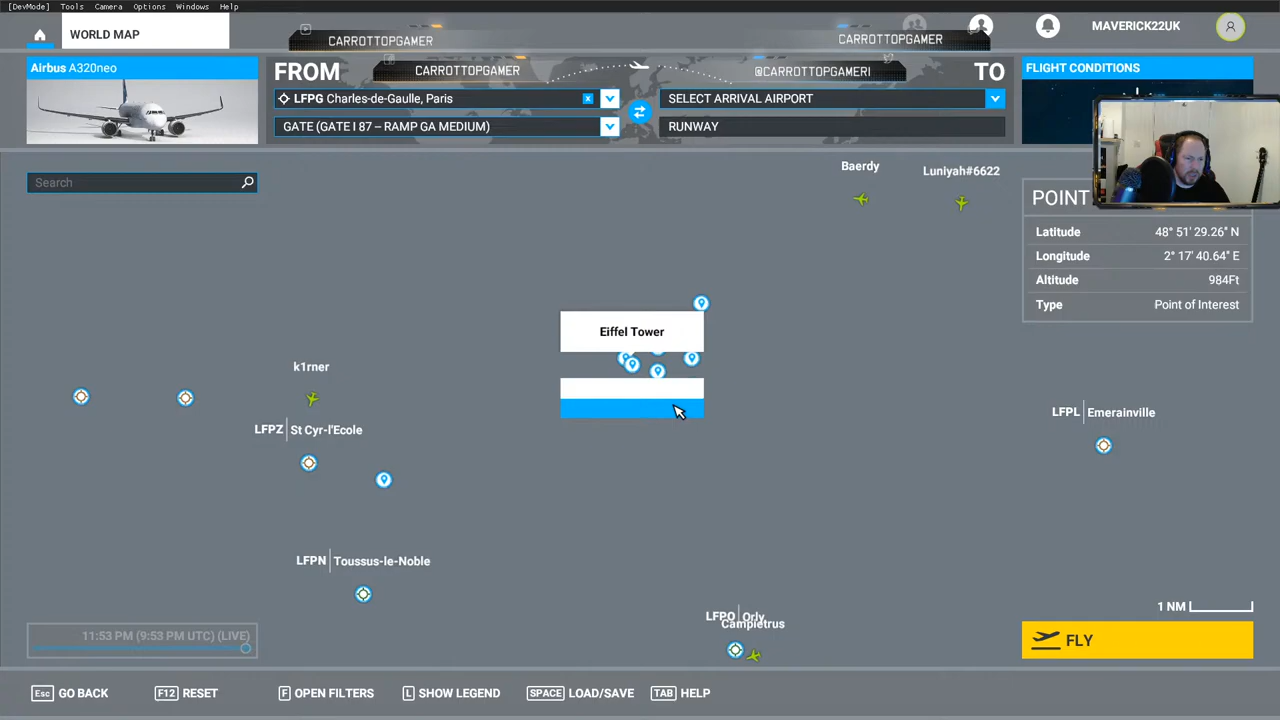 [DevMode] Tools Camera Options Windows Help
WORLD MAP
CARROTTOPGAMER
CARROTTOPGAMER
MAVERICK22UK
Airbus A320neo
FROM
CARROTTOPGAMER
@CARROTTOPGAMER1
TO
FLIGHT CONDITIONS
LFPG Charles-de-Gaulle, Paris
x
SELECT ARRIVAL AIRPORT
GATE (GATE I 87 – RAMP GA MEDIUM)
RUNWAY
Search
Baerdy
Luniyah#6622
POINT
Latitude 48° 51' 29.26" N
Longitude 2° 17' 40.64" E
Altitude 984Ft
Type Point of Interest
Eiffel Tower
k1rner
LFPZ St Cyr-l'Ecole
LFPL Emerainville
LFPN Toussus-le-Noble
LFPO Orly
Campletrus
1 NM
11:53 PM (9:53 PM UTC) (LIVE)
FLY
Esc GO BACK
F12 RESET
F OPEN FILTERS
L SHOW LEGEND
SPACE LOAD/SAVE
TAB HELP